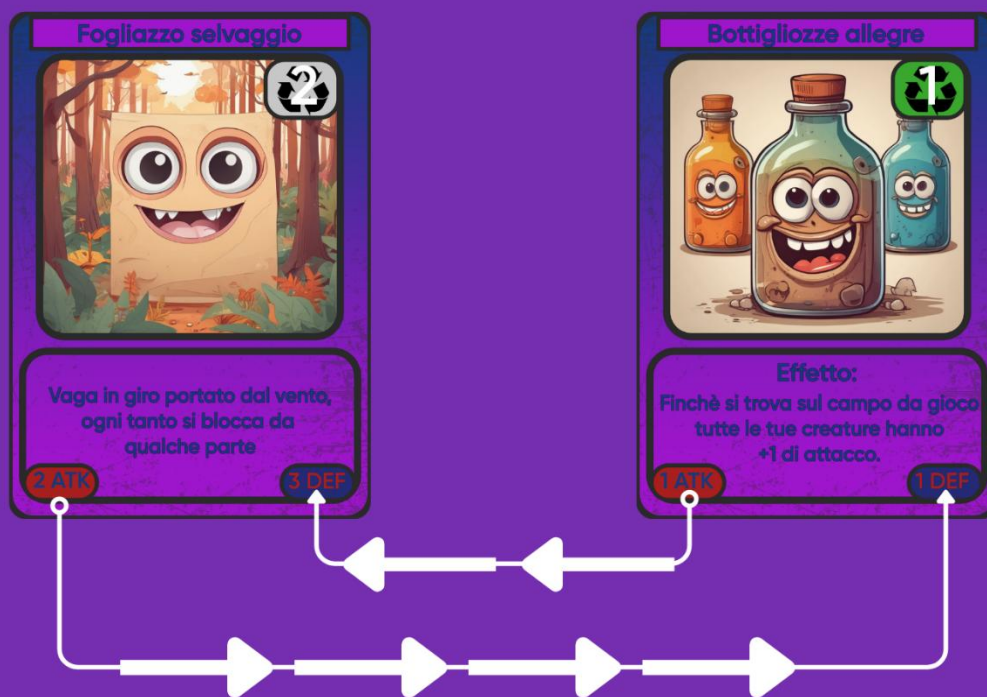 Fogliazzo selvaggio
2
Vaga in giro portato dal vento,
ogni tanto si blocca da
qualche parte
2 ATK
3 DEF
Bottigliozze allegre
1
Effetto:
Finchè si trova sul campo da gioco
tutte le tue creature hanno
+1 di attacco.
1 ATK
1 DEF